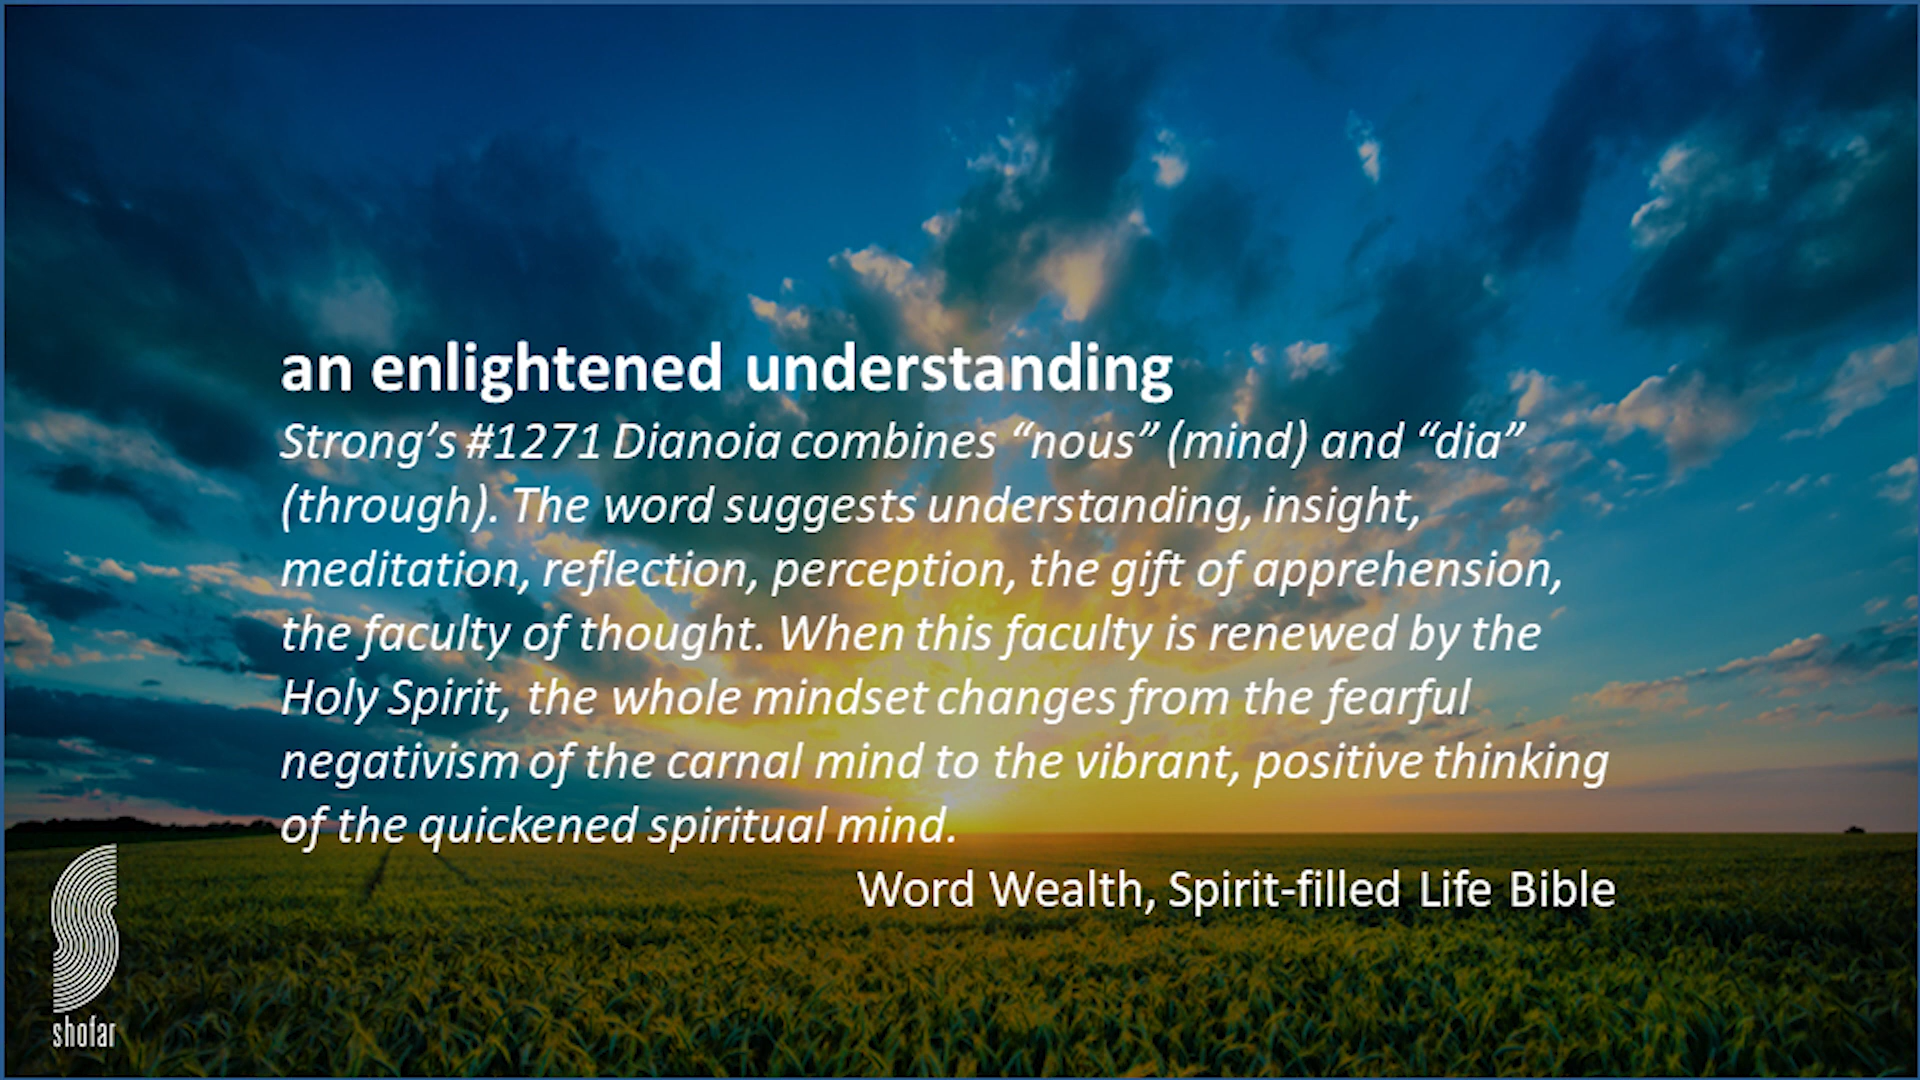 an enlightened understanding
Strong’s #1271 Dianoia combines “nous” (mind) and “dia”
(through). The word suggests understanding, insight,
meditation, reflection, perception, the gift of apprehension,
the faculty of thought. When this faculty is renewed by the
Holy Spirit, the whole mindset changes from the fearful
negativism of the carnal mind to the vibrant, positive thinking
of the quickened spiritual mind.
Word Wealth, Spirit-filled Life Bible
shofar